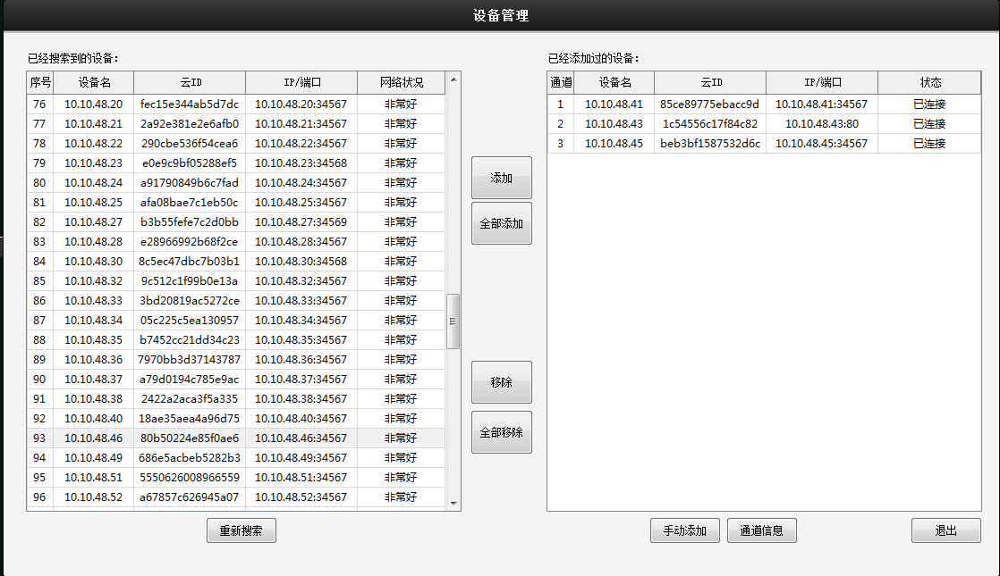 设备管理
已经搜索到的设备：
序号 设备名 云ID IP/端口 网络状况
76 10.10.48.20 fec15e344ab5d7dc 10.10.48.20:34567 非常好
77 10.10.48.21 2a92e381e2e6afb0 10.10.48.21:34567 非常好
78 10.10.48.22 290cbe536f54cea6 10.10.48.22:34567 非常好
79 10.10.48.23 e0e9c9bf05288ef5 10.10.48.23:34568 非常好
80 10.10.48.24 a91790849b6c7fad 10.10.48.24:34567 非常好
81 10.10.48.25 afa08bae7c1eb50c 10.10.48.25:34567 非常好
82 10.10.48.27 b3b55fefe7c2d0bb 10.10.48.27:34569 非常好
83 10.10.48.28 e28966992b68f2ce 10.10.48.28:34567 非常好
84 10.10.48.30 8c5ec47dbc7b03b1 10.10.48.30:34568 非常好
85 10.10.48.32 9c512c1f99b0e13a 10.10.48.32:34567 非常好
86 10.10.48.33 3bd20819ac5272ce 10.10.48.33:34567 非常好
87 10.10.48.34 05c225c5ea130957 10.10.48.34:34567 非常好
88 10.10.48.35 b7452cc21dd34c23 10.10.48.35:34567 非常好
89 10.10.48.36 7970bb3d37143787 10.10.48.36:34567 非常好
90 10.10.48.37 a79d0194c785e9ac 10.10.48.37:34567 非常好
91 10.10.48.38 2422a2aca3f5a335 10.10.48.38:34567 非常好
92 10.10.48.40 18ae35aea4a96d75 10.10.48.40:34567 非常好
93 10.10.48.46 80b50224e85f0ae6 10.10.48.46:34567 非常好
94 10.10.48.49 686e5acbeb5282b3 10.10.48.49:34567 非常好
95 10.10.48.51 5550626008966559 10.10.48.51:34567 非常好
96 10.10.48.52 a67857c626945a07 10.10.48.52:34567 非常好
重新搜索
添加
全部添加
移除
全部移除
已经添加过的设备：
通道 设备名 云ID IP/端口 状态
1 10.10.48.41 85ce89775ebacc9d 10.10.48.41:34567 已连接
2 10.10.48.43 1c54556c17f84c82 10.10.48.43:80 已连接
3 10.10.48.45 beb3bf1587532d6c 10.10.48.45:34567 已连接
手动添加 通道信息 退出